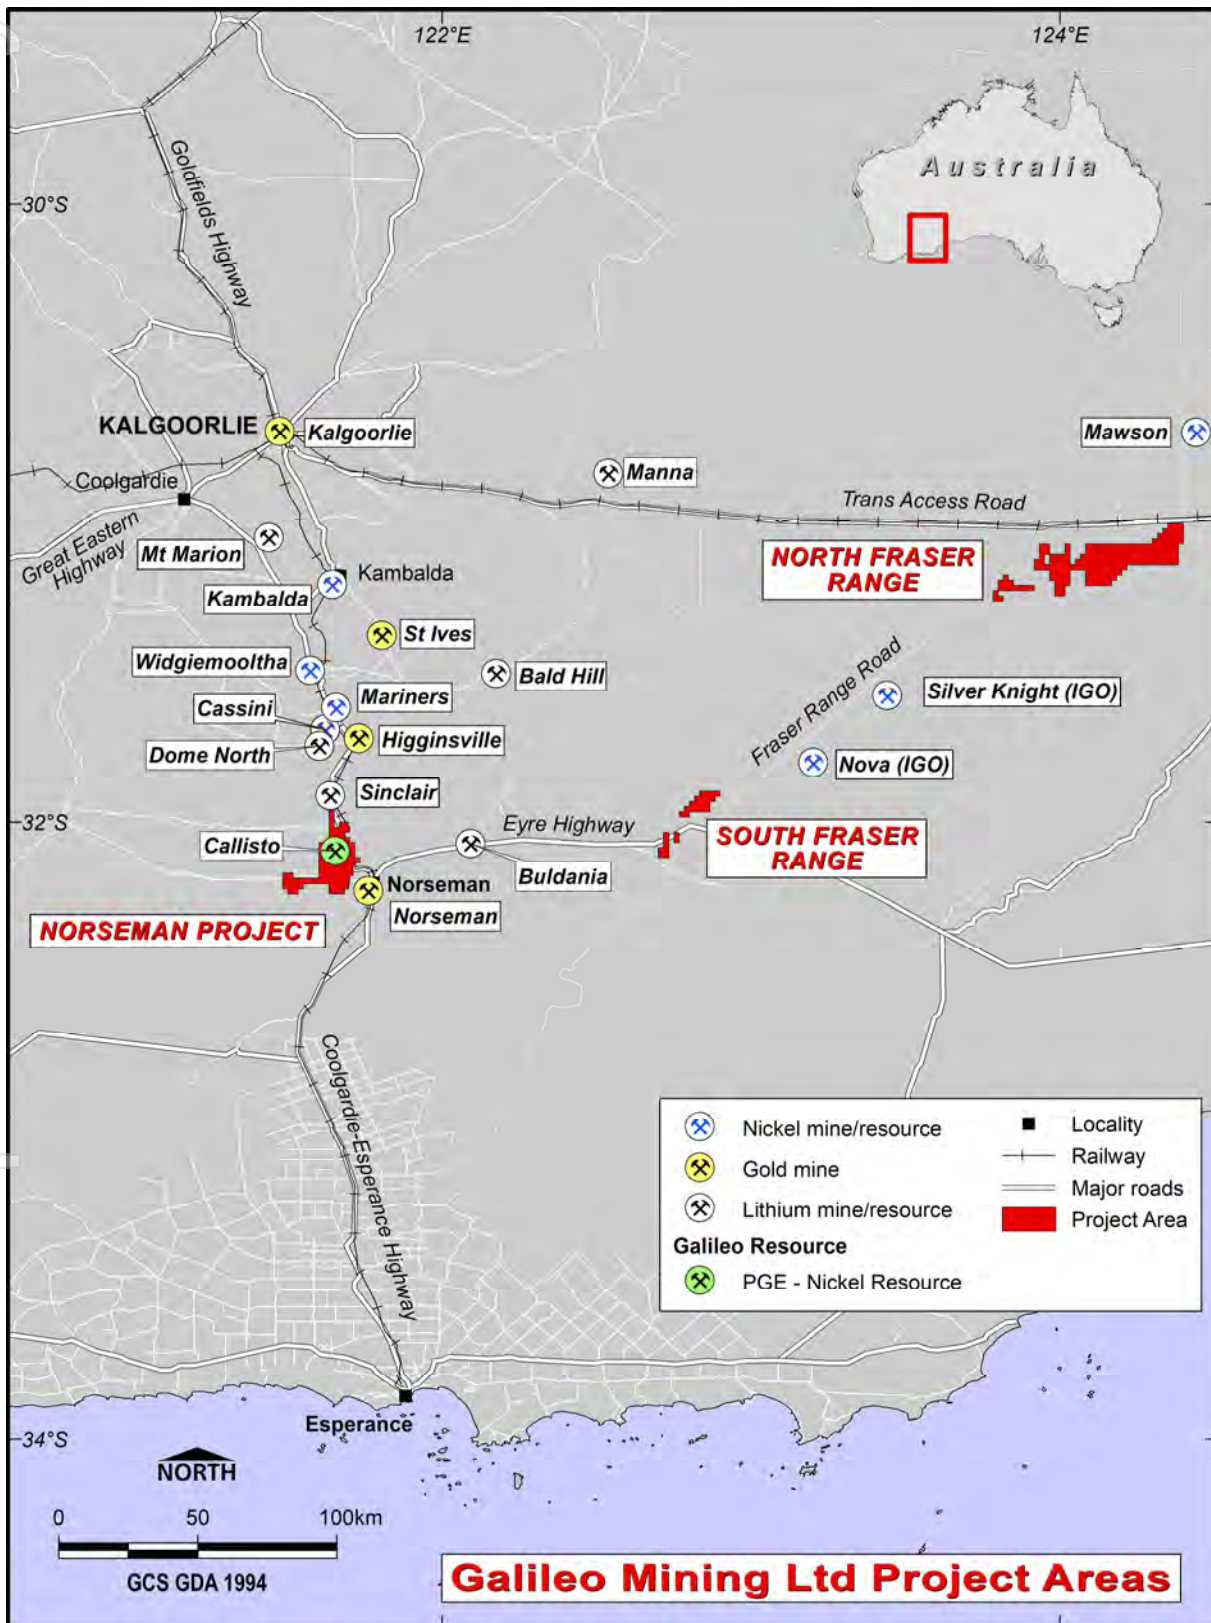 122°E
124°E
Australia
30°S
Goldfields Highway
KALGOORLIE
Kalgoorlie
Mawson
Manna
Coolgardie
Trans Access Road
Great Eastern
Highway
Mt Marion
NORTH FRASER
RANGE
Kambalda
Kambalda
St Ives
Widgiemooltha
Bald Hill
Fraser Range Road
Silver Knight (IGO)
Mariners
Cassini
Higginsville
Dome North
Nova (IGO)
Sinclair
32°S
Eyre Highway
SOUTH FRASER
RANGE
Callisto
Buldania
Norseman
Norseman
NORSEMAN PROJECT
Coolgardie-Esperance Highway
Nickel mine/resource
Gold mine
Lithium mine/resource
Galileo Resource
PGE - Nickel Resource
Locality
Railway
Major roads
Project Area
Esperance
34°S
NORTH
0 50 100km
GCS GDA 1994
Galileo Mining Ltd Project Areas